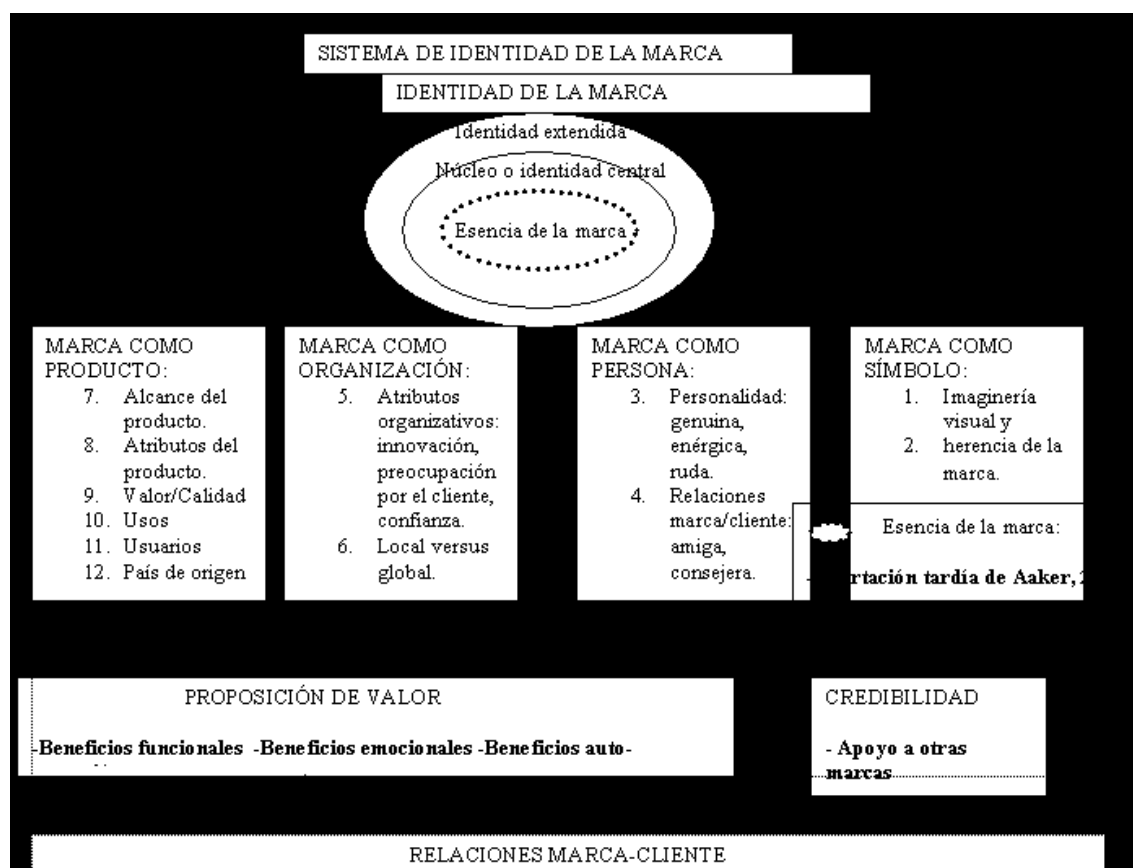 SISTEMA DE IDENTIDAD DE LA MARCA
IDENTIDAD DE LA MARCA
Identidad extendida
Núcleo o identidad central
Esencia de la marca
MARCA COMO
PRODUCTO:
7. Alcance del
producto.
8. Atributos del
producto.
9. Valor/Calidad
10. Usos
11. Usuarios
12. País de origen
MARCA COMO
ORGANIZACIÓN:
5. Atributos
organizativos:
innovación,
preocupación
por el cliente,
confianza.
6. Local versus
global.
MARCA COMO
PERSONA:
3. Personalidad:
genuina,
enérgica,
ruda.
4. Relaciones
marca/cliente:
amiga,
consejera.
MARCA COMO
SÍMBOLO:
1. Imaginería
visual y
2. herencia de la
marca.
Esencia de la marca:
tardía de Aaker,
PROPOSICIÓN DE VALOR
-Beneficios funcionales -Beneficios emocionales -Beneficios auto-
CREDIBILIDAD
- Apoyo a otras
marcas
RELACIONES MARCA-CLIENTE